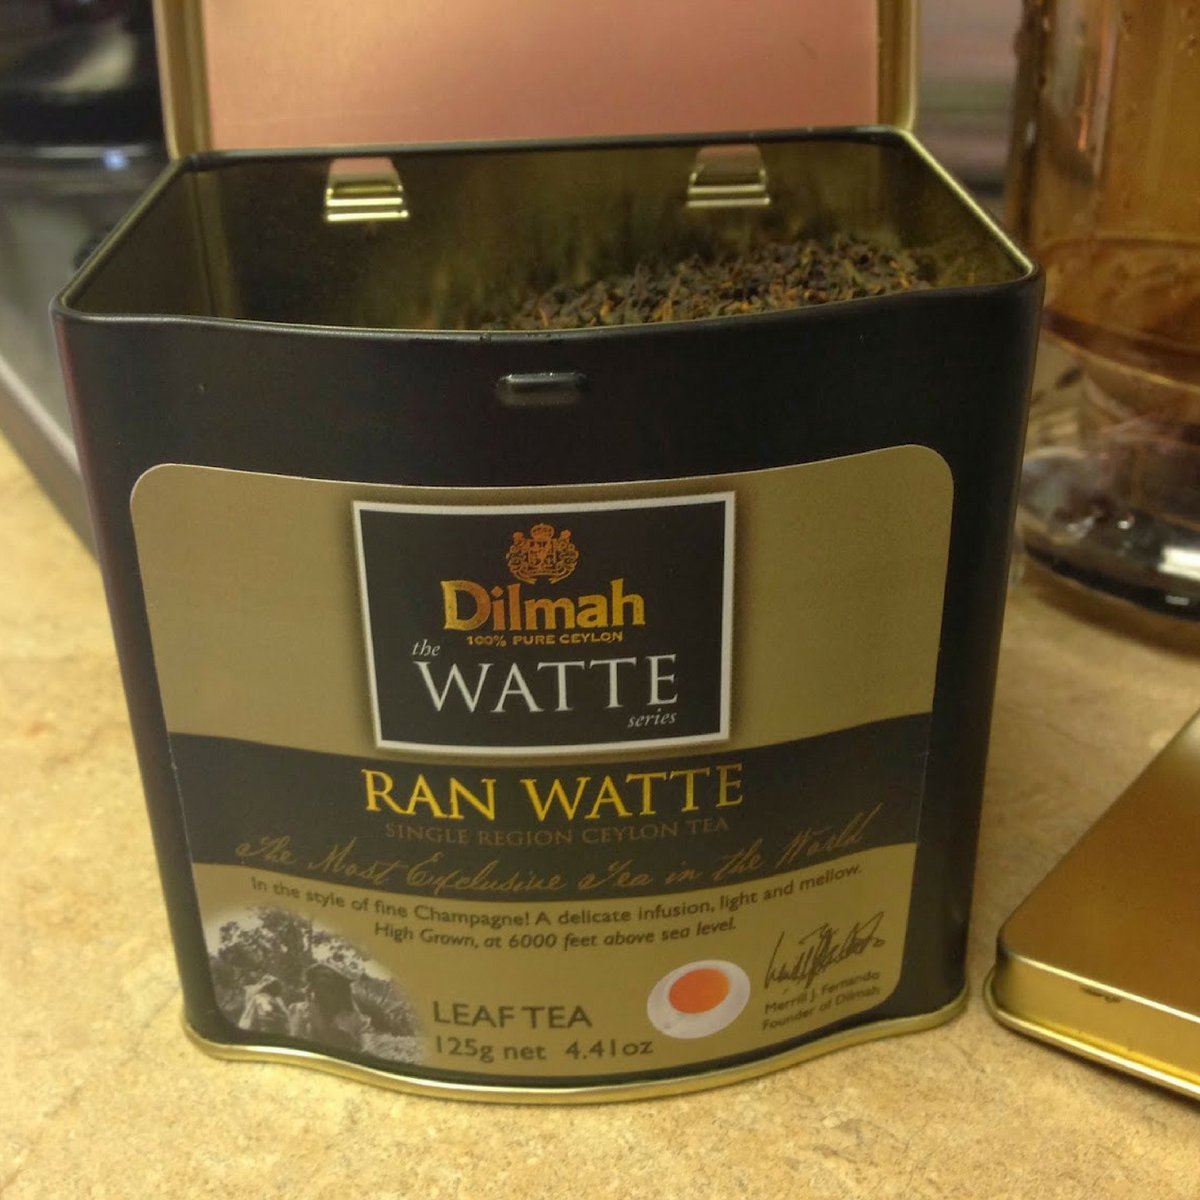 Dilmah
100% PURE CEYLON
the
WATTE
series
RAN WATTE
SINGLE REGION CEYLON TEA
The Most Exclusive Tea in the World
In the style of fine Champagne! A delicate infusion, light and mellow.
High Grown, at 6000 feet above sea level.
LEAF TEA
125g net 4.41oz
Merrill J. Fernando
Founder of Dilmah